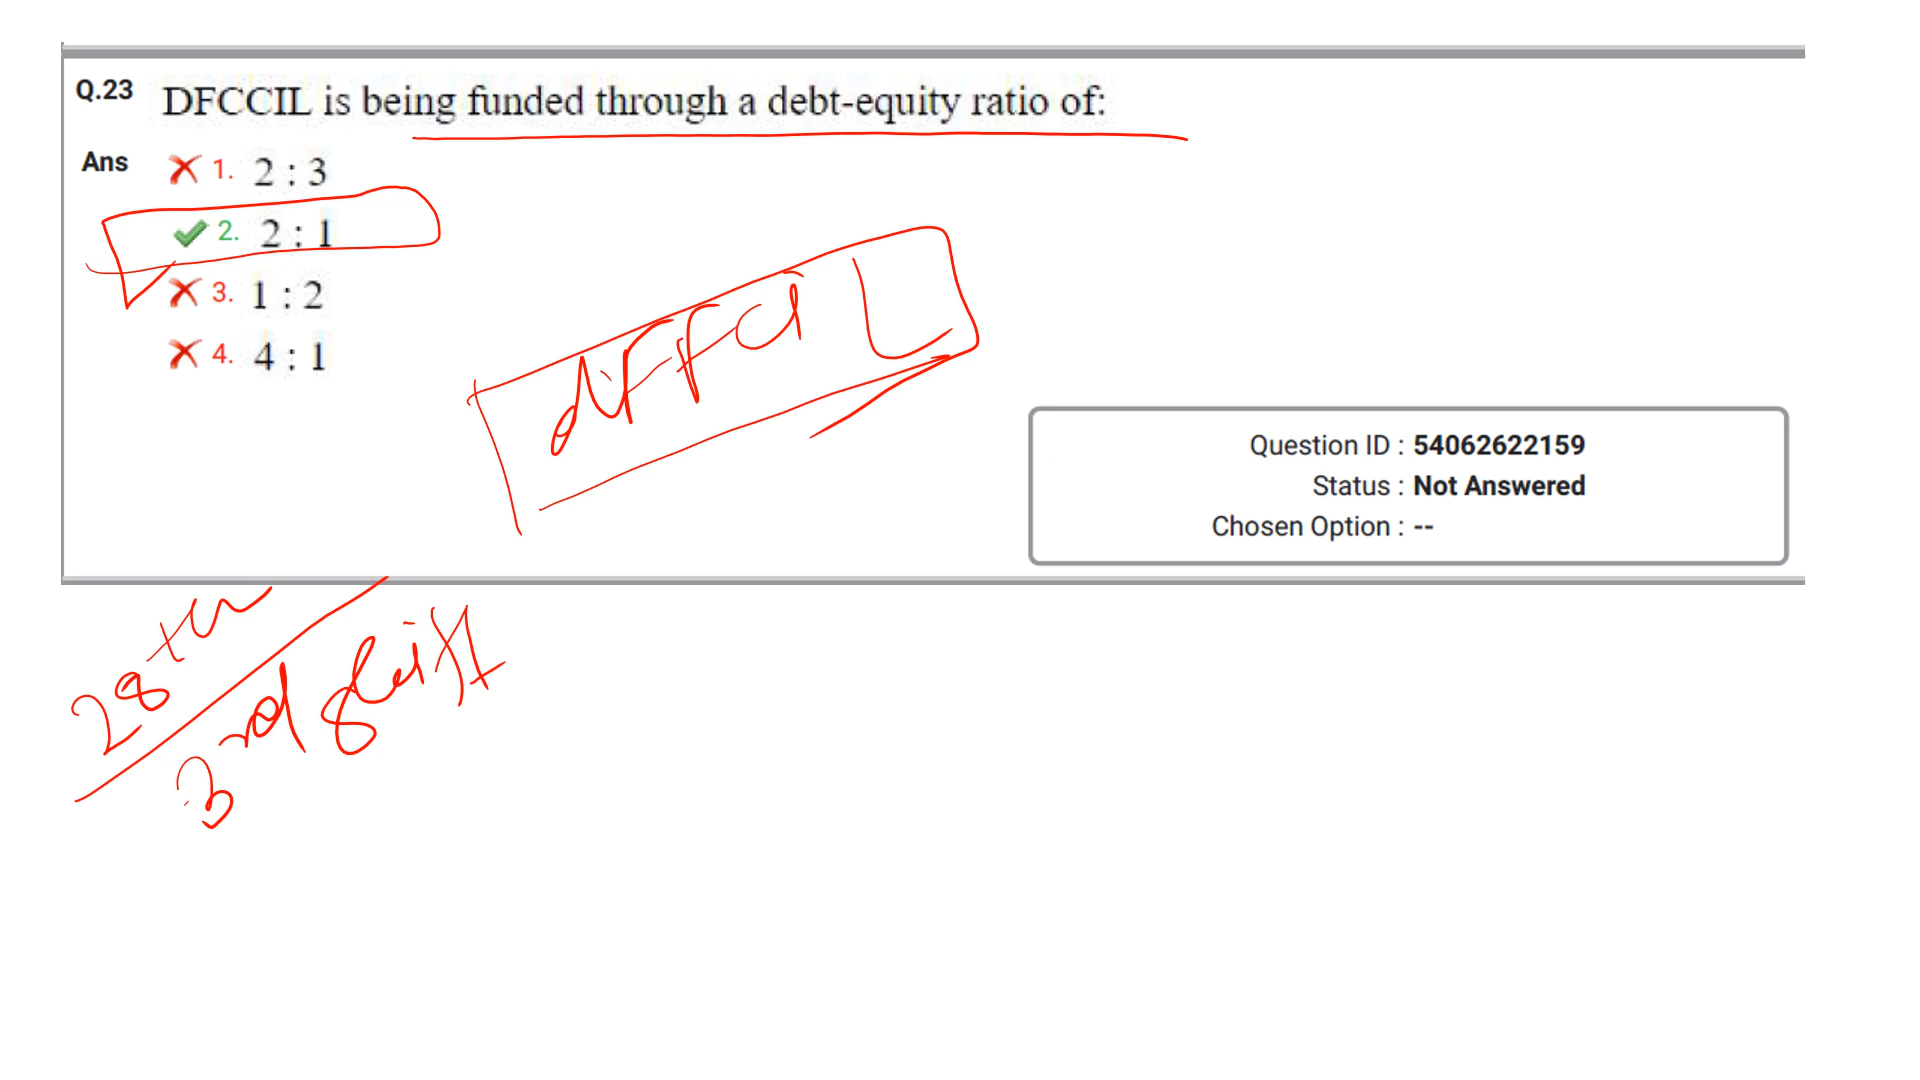 Q.23 DFCCIL is being funded through a debt-equity ratio of:
Ans 1. 2 : 3
2. 2 : 1
3. 1 : 2
4. 4 : 1
Question ID : 54062622159
Status : Not Answered
Chosen Option : --
28th
3rd